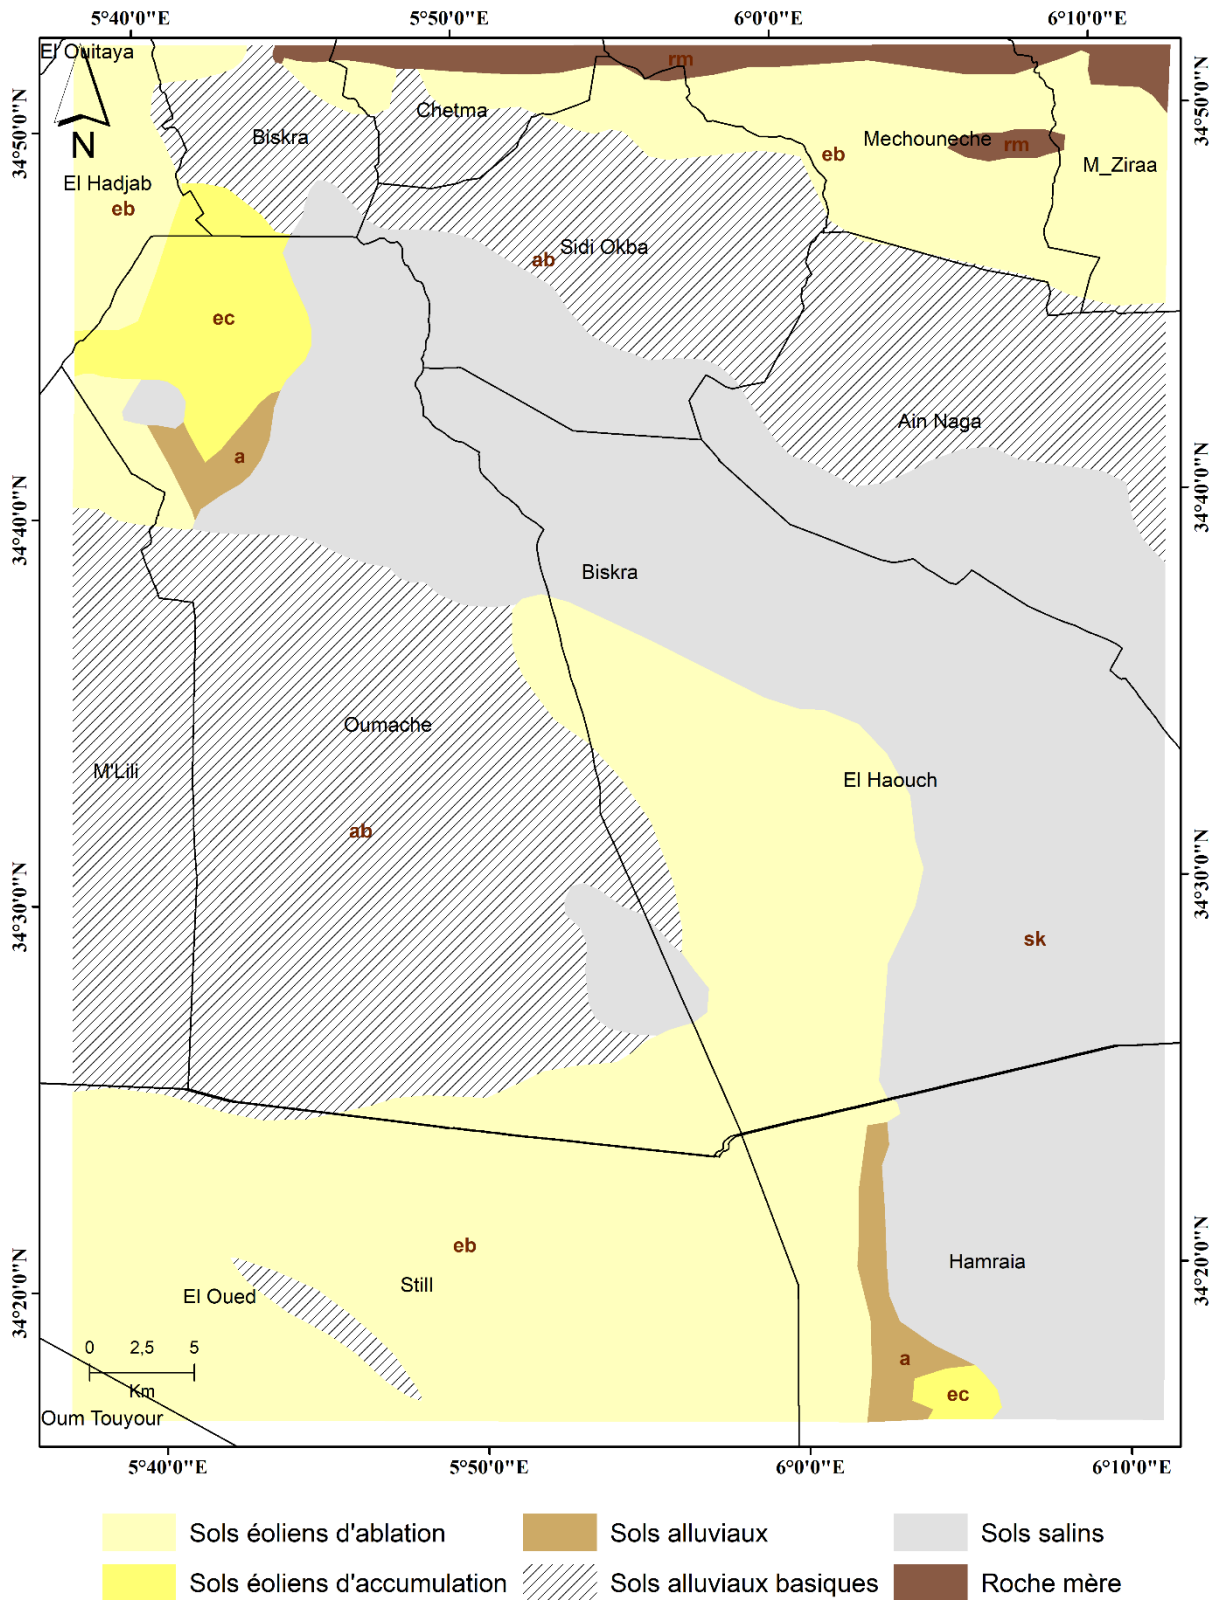 5°40'0"E 5°50'0"E 6°0'0"E 6°10'0"E
El Outaya
rm
34°50'0"N
34°50'0"N
Chetma
Biskra
Mechouneche
rm
N
eb
M_Ziraa
El Hadjab
eb
Sidi Okba
ab
ec
Ain Naga
a
34°40'0"N
34°40'0"N
Biskra
Oumache
M'Lili
El Haouch
ab
34°30'0"N
34°30'0"N
sk
eb
Hamraia
34°20'0"N
34°20'0"N
Still
El Oued
0 2,5 5
Km
a
ec
Oum Touyour
5°40'0"E 5°50'0"E 6°0'0"E 6°10'0"E
Sols éoliens d'ablation
Sols alluviaux
Sols salins
Sols éoliens d'accumulation
Sols alluviaux basiques
Roche mère